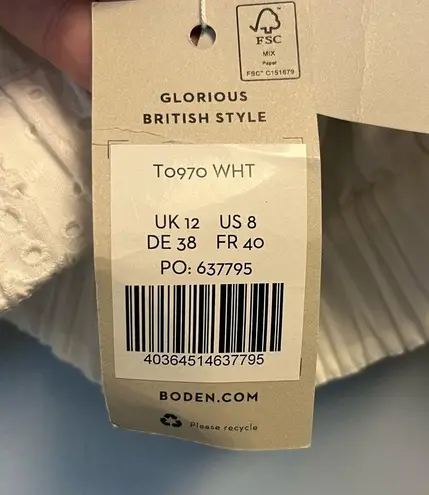 FSC
MIX
Paper
FSC™ C151679
GLORIOUS
BRITISH STYLE
T0970 WHT
UK 12 US 8
DE 38 FR 40
PO: 637795
40364514637795
BODEN.COM
Please recycle